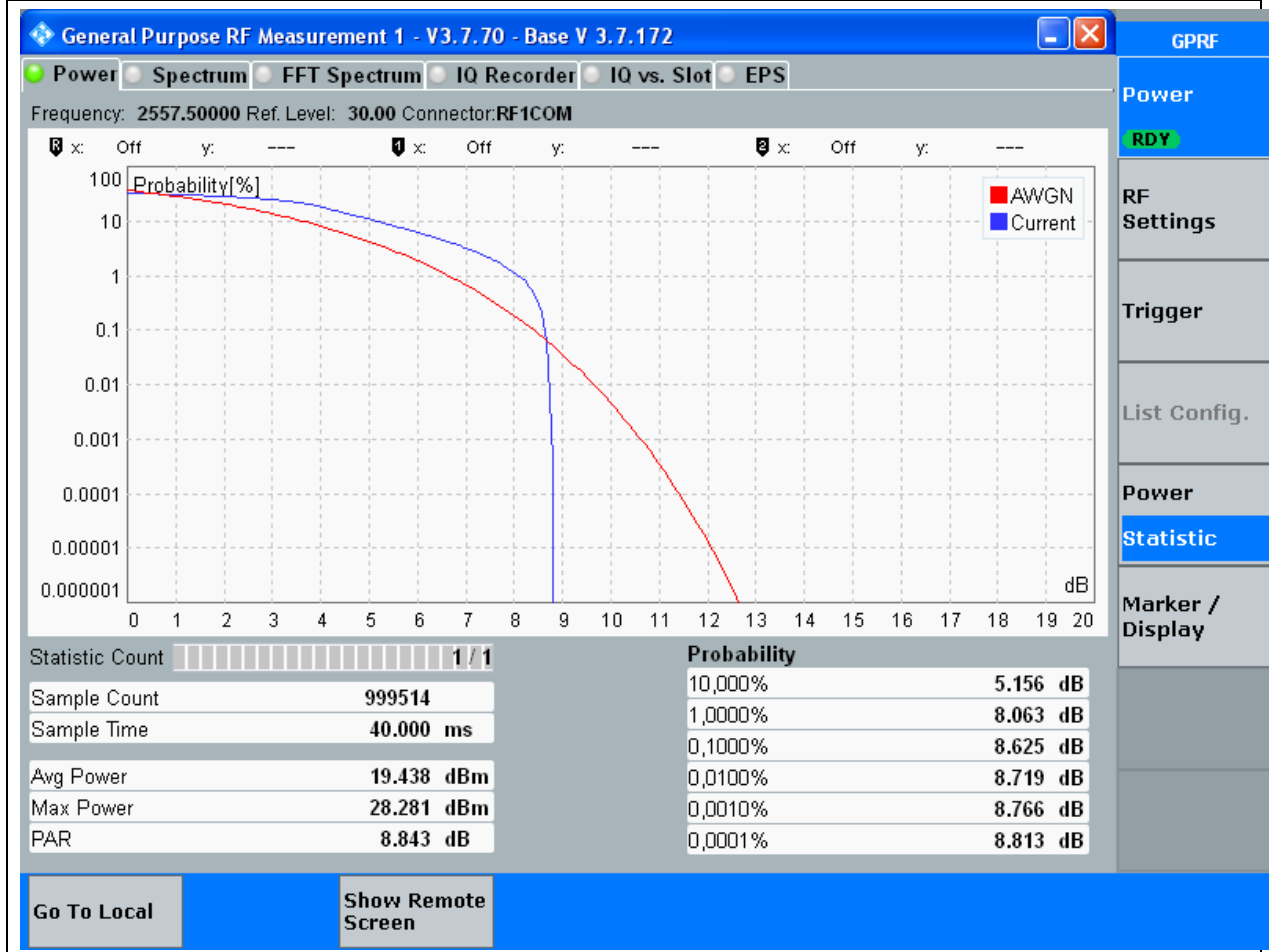 General Purpose RF Measurement 1 - V3.7.70 - Base V 3.7.172
Power Spectrum FFT Spectrum IQ Recorder IQ vs. Slot EPS
Frequency: 2557.50000 Ref. Level: 30.00 Connector:RF1COM
R x: Off y: --- 1 x: Off y: --- 2 x: Off y: ---
Probability[%]
AWGN
Current
100
10
1
0.1
0.01
0.001
0.0001
0.00001
0.000001
dB
0 1 2 3 4 5 6 7 8 9 10 11 12 13 14 15 16 17 18 19 20
Statistic Count 1 / 1
Sample Count 999514
Sample Time 40.000 ms
Avg Power 19.438 dBm
Max Power 28.281 dBm
PAR 8.843 dB
Probability
10,000% 5.156 dB
1,0000% 8.063 dB
0,1000% 8.625 dB
0,0100% 8.719 dB
0,0010% 8.766 dB
0,0001% 8.813 dB
GPRF
Power
RDY
RF
Settings
Trigger
List Config.
Power
Statistic
Marker /
Display
Go To Local
Show Remote
Screen